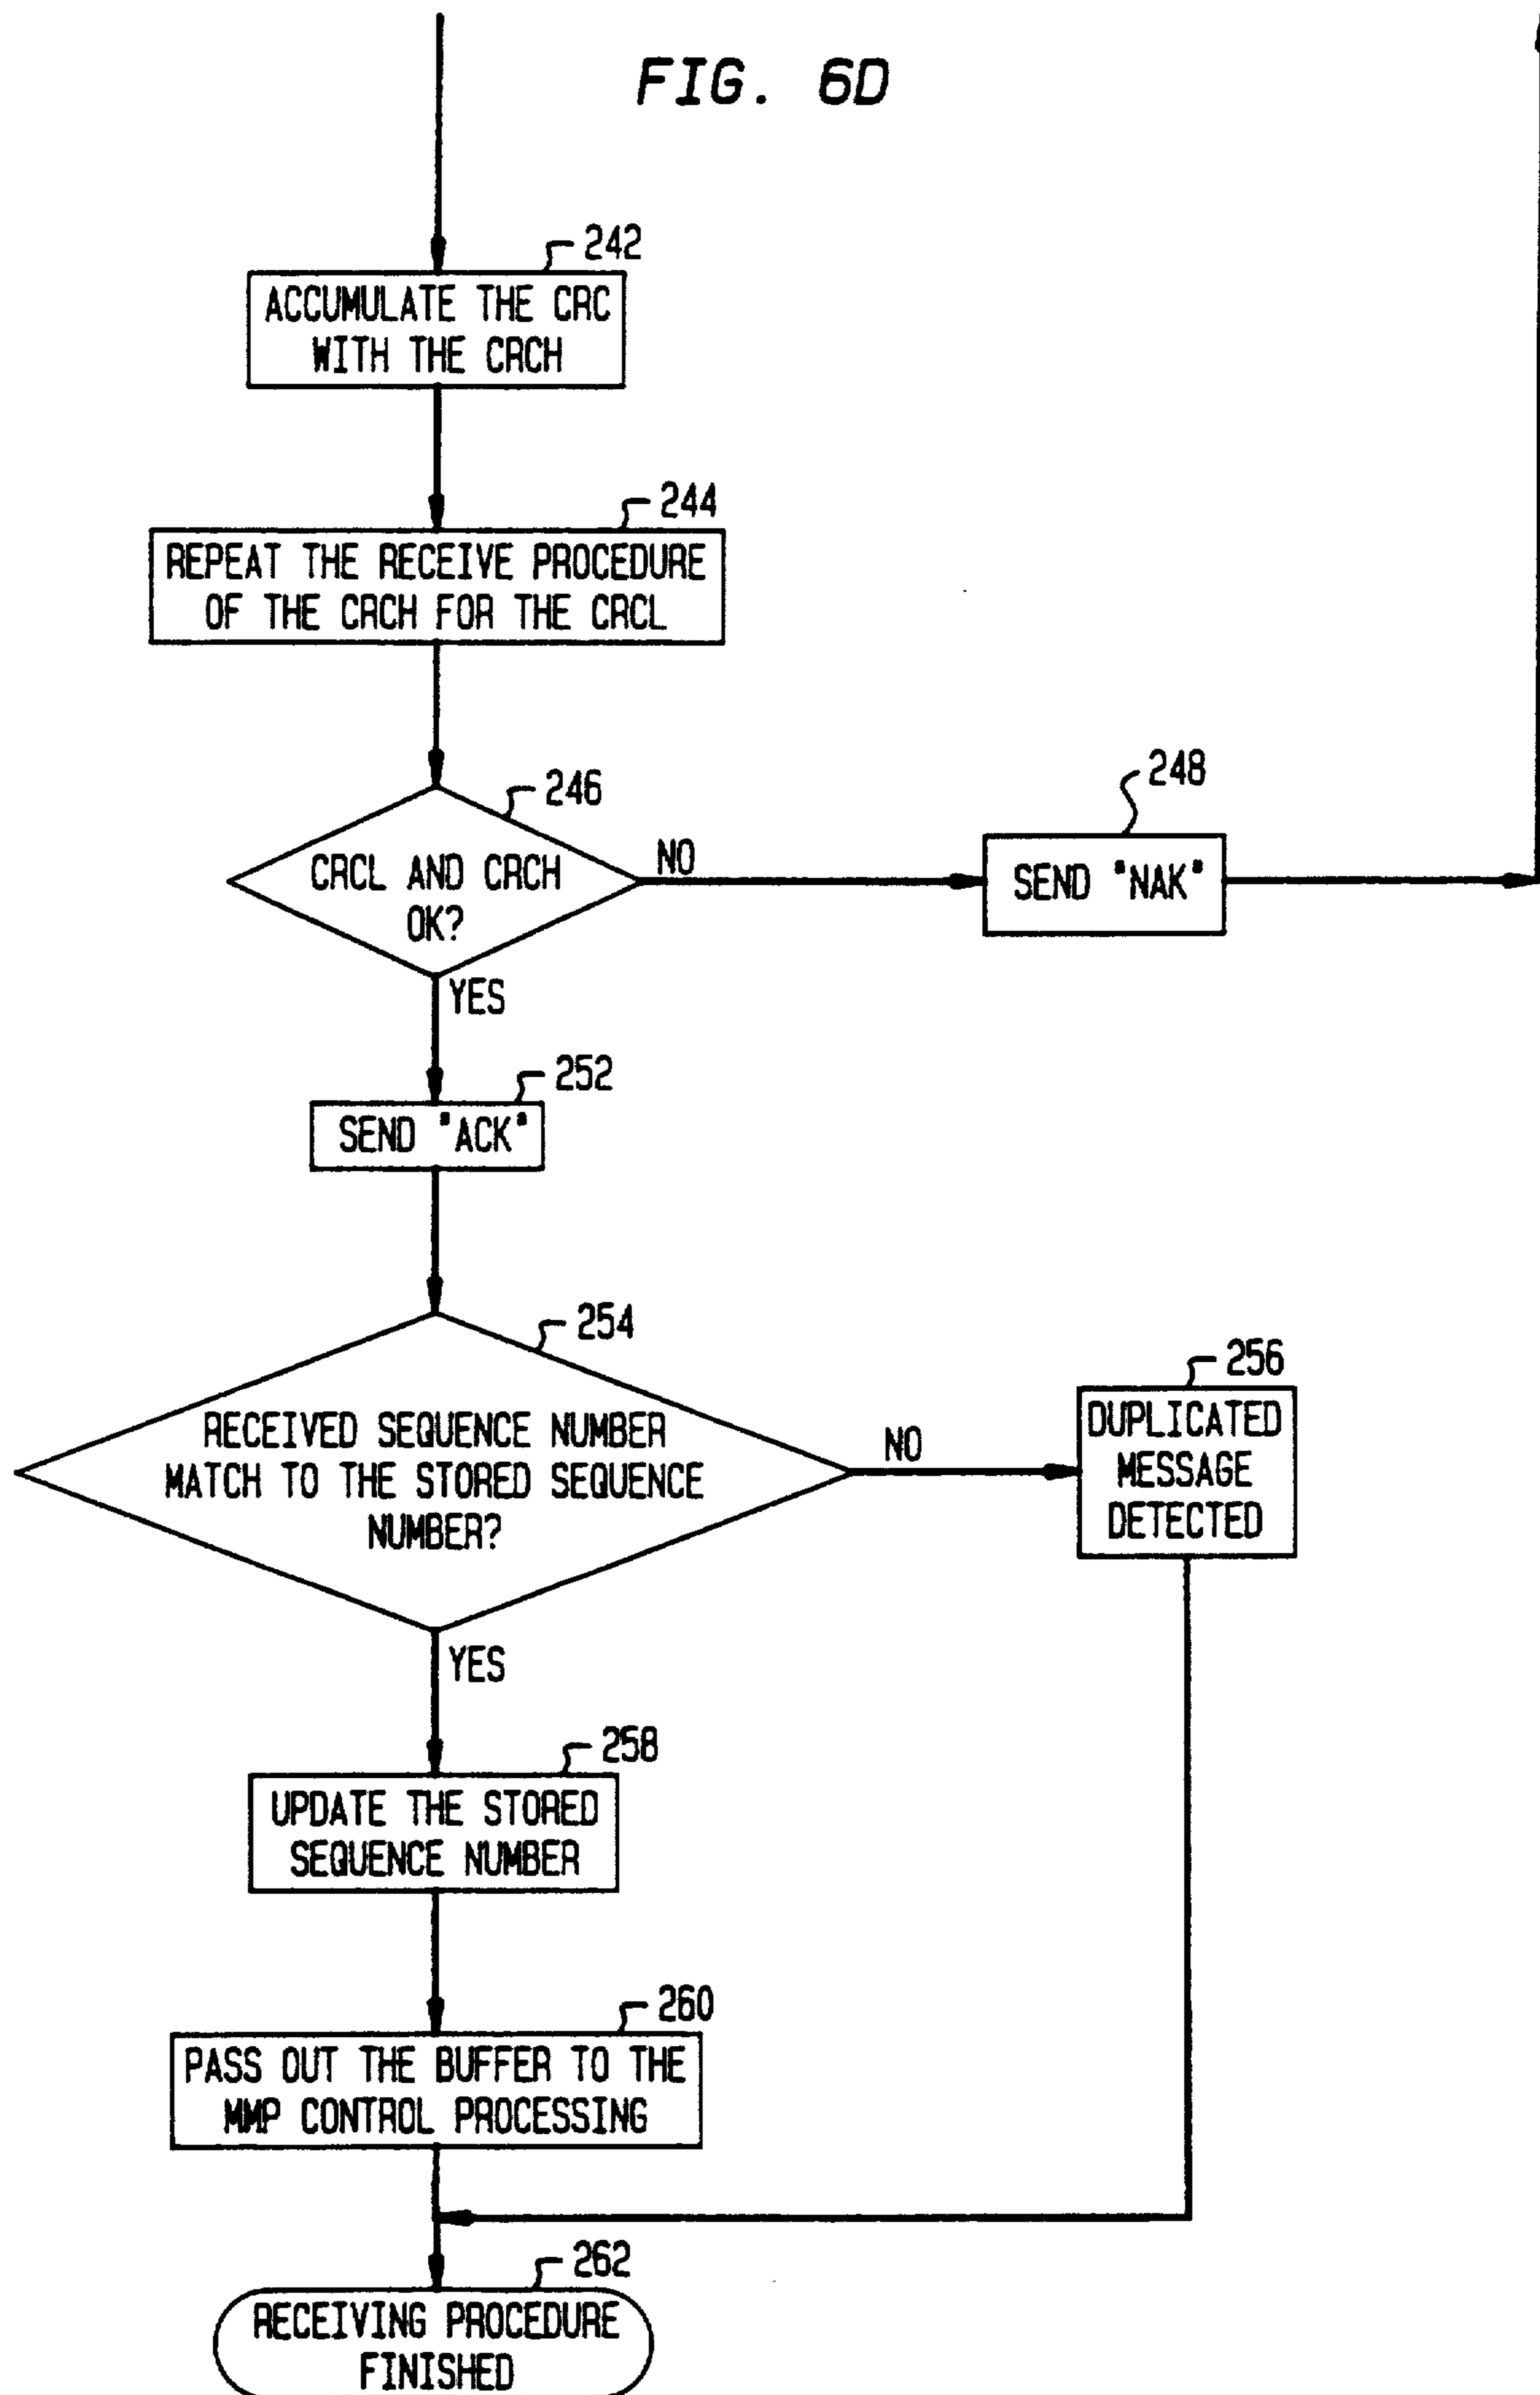 FIG. 6D
242
ACCUMULATE THE CRC
WITH THE CRCH
244
REPEAT THE RECEIVE PROCEDURE
OF THE CRCH FOR THE CRCL
246
CRCL AND CRCH
OK?
NO
248
SEND "NAK"
YES
252
SEND "ACK"
254
RECEIVED SEQUENCE NUMBER
MATCH TO THE STORED SEQUENCE
NUMBER?
NO
256
DUPLICATED
MESSAGE
DETECTED
YES
258
UPDATE THE STORED
SEQUENCE NUMBER
260
PASS OUT THE BUFFER TO THE
MMP CONTROL PROCESSING
262
RECEIVING PROCEDURE
FINISHED